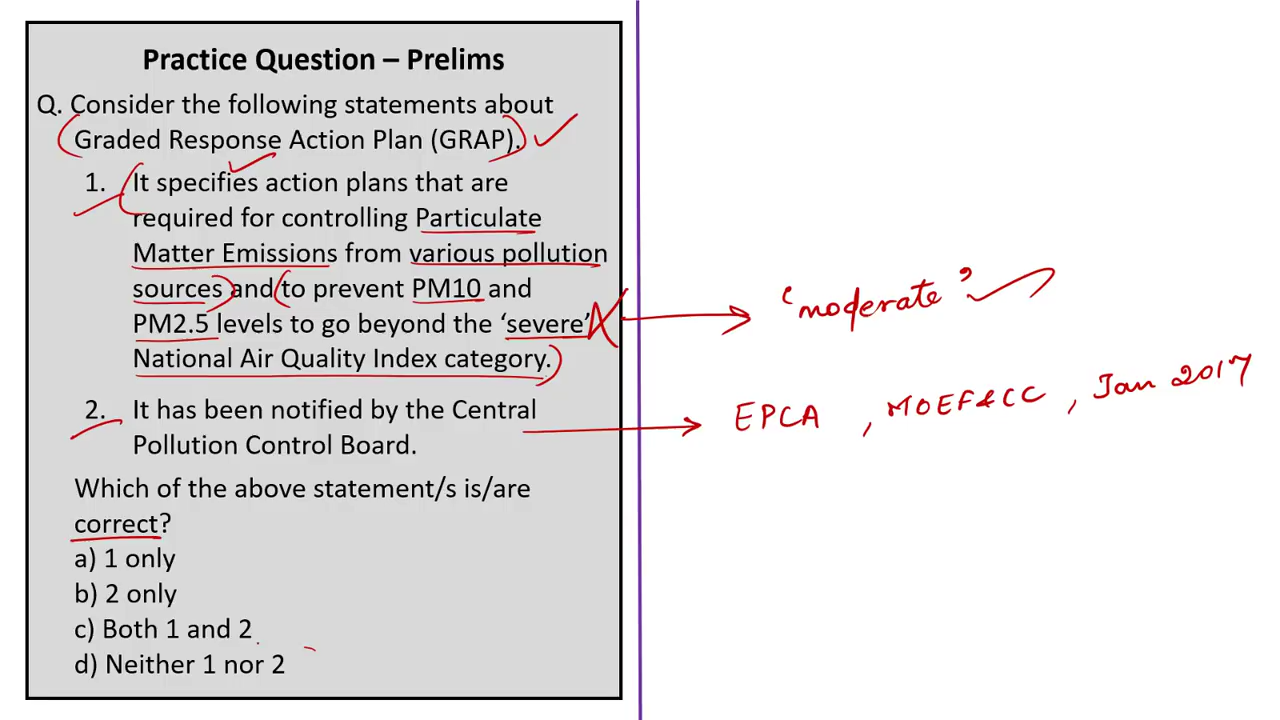 Practice Question – Prelims
Q. Consider the following statements about
Graded Response Action Plan (GRAP).
1. It specifies action plans that are
required for controlling Particulate
Matter Emissions from various pollution
sources and to prevent PM10 and
PM2.5 levels to go beyond the ‘severe’
National Air Quality Index category.
2. It has been notified by the Central
Pollution Control Board.
Which of the above statement/s is/are
correct?
a) 1 only
b) 2 only
c) Both 1 and 2
d) Neither 1 nor 2
‘moderate’
EPCA, MOEF&CC, Jan 2017